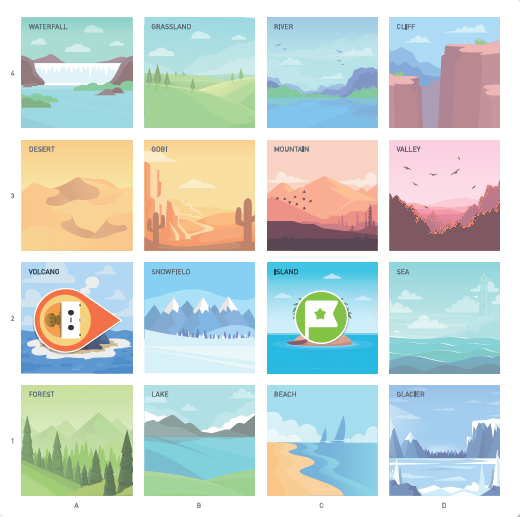 WATERFALL
GRASSLAND
RIVER
CLIFF
4
DESERT
GOBI
MOUNTAIN
VALLEY
3
VOLCANO
SNOWFIELD
ISLAND
SEA
2
FOREST
LAKE
BEACH
GLACIER
1
A
B
C
D